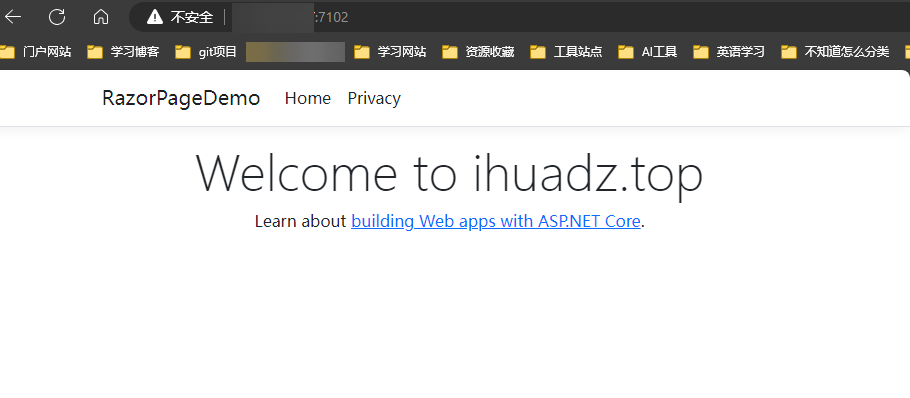 不安全 :7102
门户网站 学习博客 git项目 学习网站 资源收藏 工具站点 AI工具 英语学习 不知道怎么分类
RazorPageDemo Home Privacy
Welcome to ihuadz.top
Learn about building Web apps with ASP.NET Core.